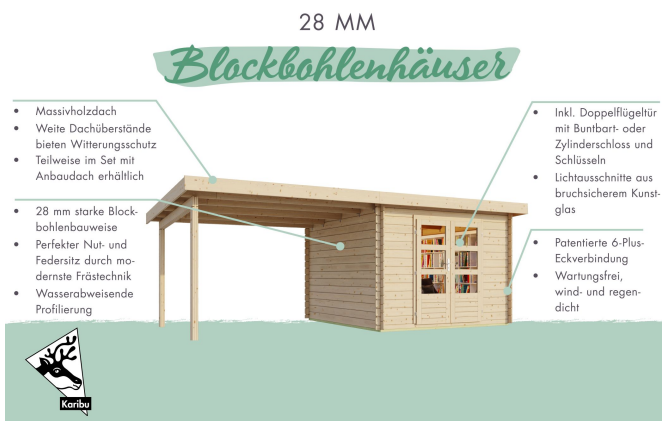 28 MM
Blockbohlenhäuser
• Massivholzdach
• Weite Dachüberstände
bieten Witterungsschutz
• Teilweise im Set mit
Anbaudach erhältlich
• 28 mm starke Block-
bohlenbauweise
• Perfekter Nut- und
Federsitz durch mo-
dernste Frästechnik
• Wasserabweisende
Profilierung
• Inkl. Doppelflügeltür
mit Buntbart- oder
Zylinderschloss und
Schlüsseln
• Lichtausschnitte aus
bruchsicherem Kunst-
glas
• Patentierte 6-Plus-
Eckverbindung
• Wartungsfrei,
wind- und regen-
dicht
Karibu